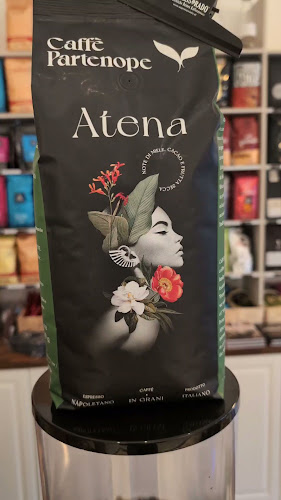 Caffè
Partenope
Atena
NOTE DI MIELE, CACAO E FRUTTA SECCA
ESPRESSO
NAPOLETANO
CAFFÈ
IN GRANI
PRODOTTO
ITALIANO